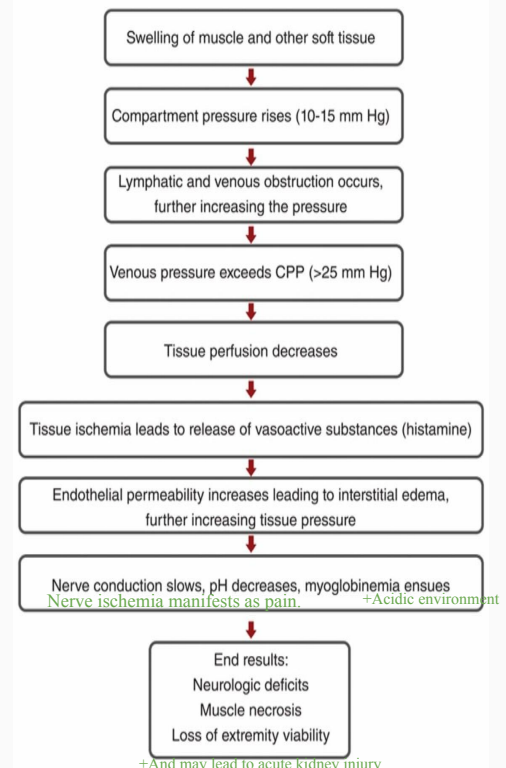 Swelling of muscle and other soft tissue
Compartment pressure rises (10-15 mm Hg)
Lymphatic and venous obstruction occurs,
further increasing the pressure
Venous pressure exceeds CPP (>25 mm Hg)
Tissue perfusion decreases
Tissue ischemia leads to release of vasoactive substances (histamine)
Endothelial permeability increases leading to interstitial edema,
further increasing tissue pressure
Nerve conduction slows, pH decreases, myoglobinemia ensues
Nerve ischemia manifests as pain.
+Acidic environment
End results:
Neurologic deficits
Muscle necrosis
Loss of extremity viability
+And may lead to acute kidney injury